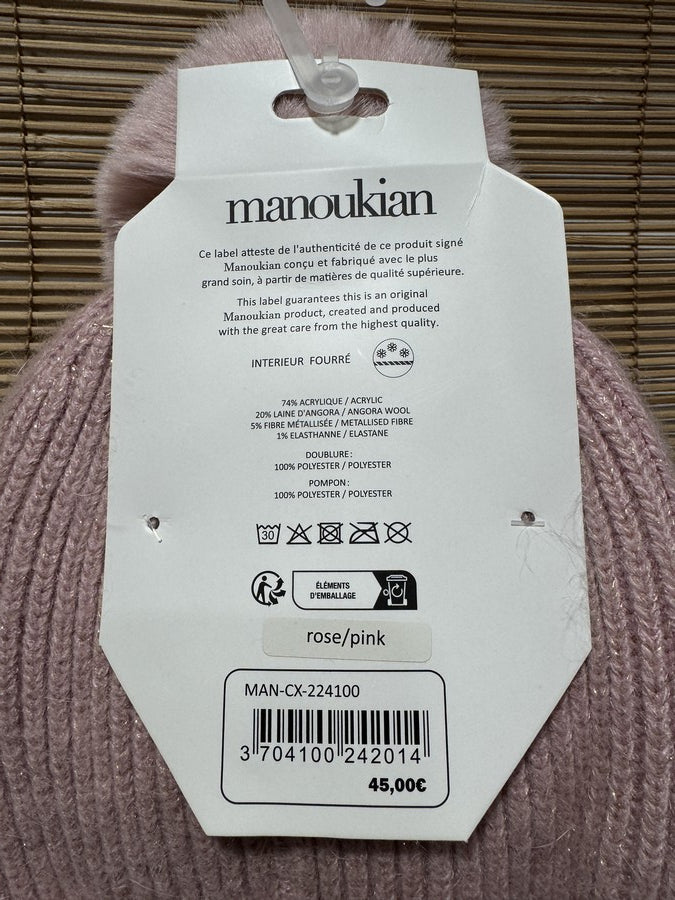 manoukian
Ce label atteste de l'authenticité de ce produit signé
Manoukian conçu et fabriqué avec le plus
grand soin, à partir de matières de qualité supérieure.
This label guarantees this is an original
Manoukian product, created and produced
with the great care from the highest quality.
INTERIEUR FOURRÉ
74% ACRYLIQUE / ACRYLIC
20% LAINE D'ANGORA / ANGORA WOOL
5% FIBRE MÉTALLISÉE / METALLISED FIBRE
1% ELASTHANNE / ELASTANE
DOUBLURE :
100% POLYESTER / POLYESTER
POMPON :
100% POLYESTER / POLYESTER
30
ÉLÉMENTS
D'EMBALLAGE
rose/pink
MAN-CX-224100
3 704100 242014
45,00€